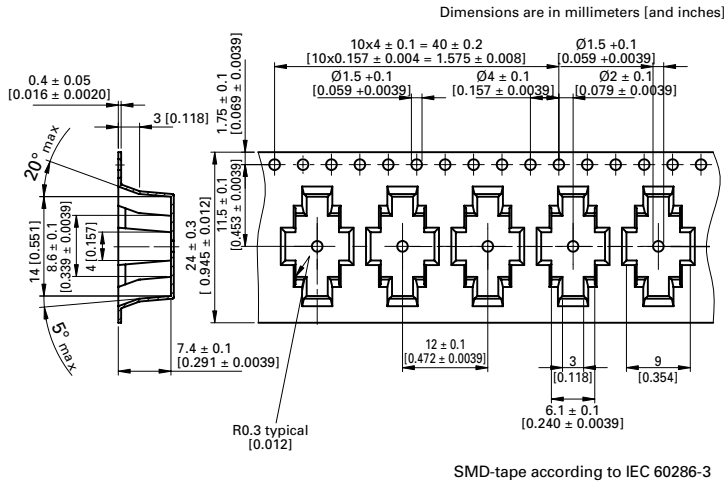 Dimensions are in millimeters [and inches]
10x4 ± 0.1 = 40 ± 0.2
[10x0.157 ± 0.004 = 1.575 ± 0.008]
Ø1.5 +0.1
[0.059 +0.0039]
0.4 ± 0.05
[0.016 ± 0.0020]
Ø1.5 +0.1
[0.059 +0.0039]
Ø4 ± 0.1
[0.157 ± 0.0039]
Ø2 ± 0.1
[0.079 ± 0.0039]
3 [0.118]
1.75 ± 0.1
[0.069 ± 0.0039]
20° max
14 [0.551]
8.6 ± 0.1
[0.339 ± 0.0039]
4 [0.157]
24 ± 0.3
[ 0.945 ± 0.012]
11.5 ± 0.1
[0.453 ± 0.0039]
5° max
7.4 ± 0.1
[0.291 ± 0.0039]
12 ± 0.1
[0.472 ± 0.0039]
3
[0.118]
9
[0.354]
6.1 ± 0.1
[0.240 ± 0.0039]
R0.3 typical
[0.012]
SMD-tape according to IEC 60286-3